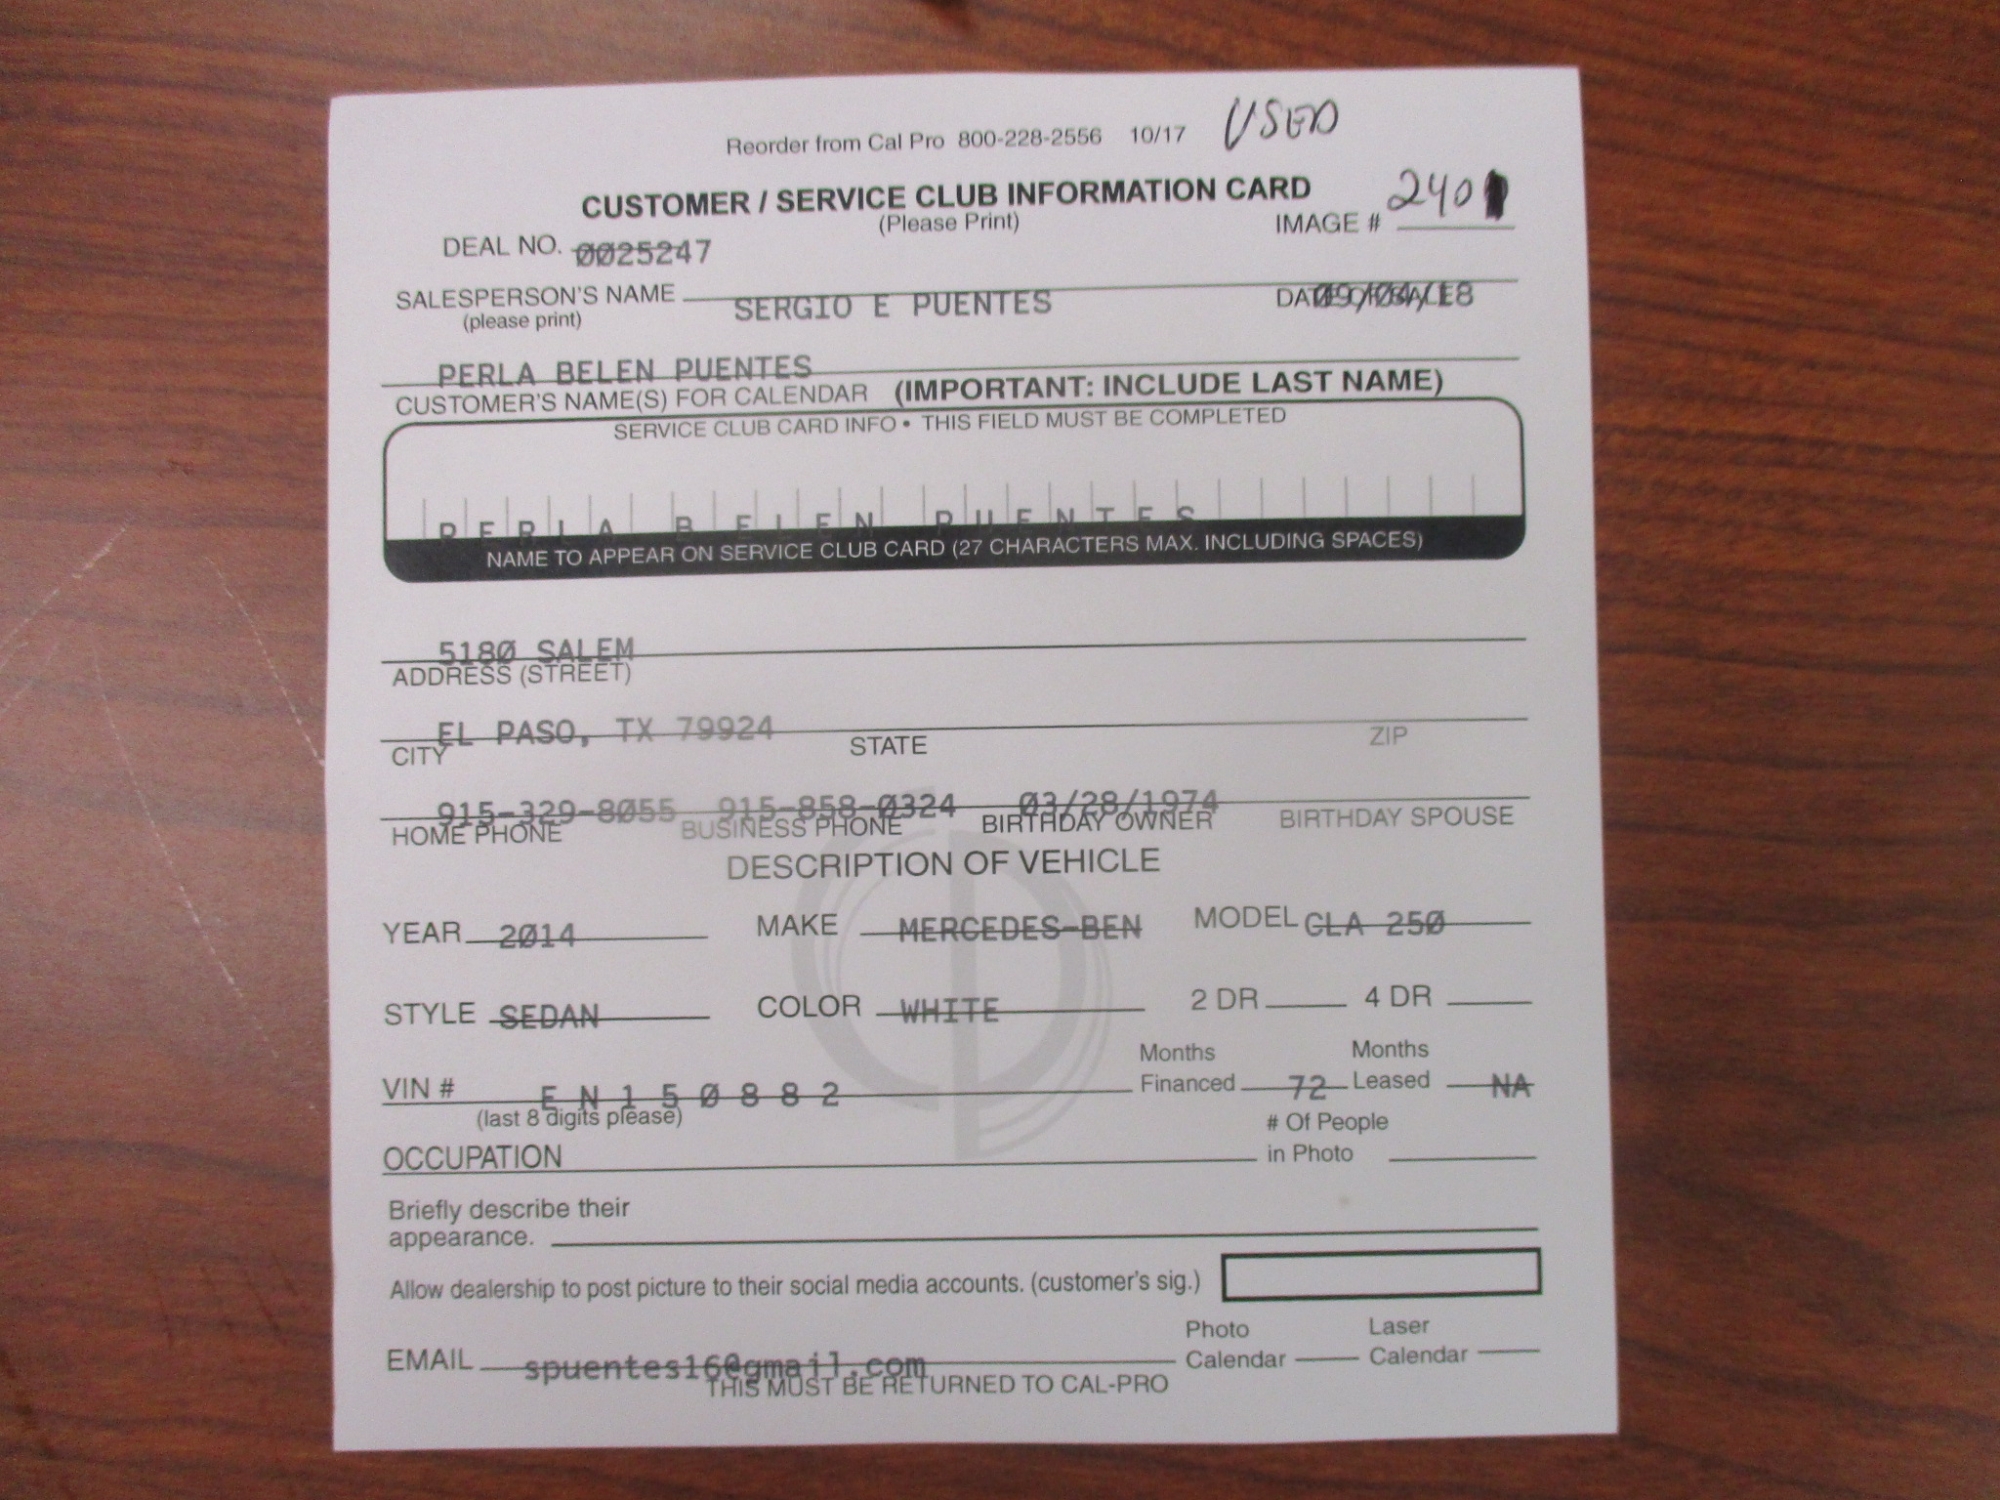 Reorder from Cal Pro 800-228-2556 10/17 USED
CUSTOMER / SERVICE CLUB INFORMATION CARD
(Please Print) IMAGE # 240
DEAL NO. 0025247
SALESPERSON'S NAME SERGIO E PUENTES DATE OF SALE 09/04/18
(please print)
PERLA BELEN PUENTES
CUSTOMER'S NAME(S) FOR CALENDAR (IMPORTANT: INCLUDE LAST NAME)
SERVICE CLUB CARD INFO • THIS FIELD MUST BE COMPLETED
PERLA BELEN PUENTES
NAME TO APPEAR ON SERVICE CLUB CARD (27 CHARACTERS MAX. INCLUDING SPACES)
5180 SALEM
ADDRESS (STREET)
EL PASO, TX 79924
CITY STATE ZIP
915-329-8055 915-858-0324 03/28/1974
HOME PHONE BUSINESS PHONE BIRTHDAY OWNER BIRTHDAY SPOUSE
DESCRIPTION OF VEHICLE
YEAR 2014 MAKE MERCEDES-BEN MODEL CLA 250
STYLE SEDAN COLOR WHITE 2 DR 4 DR
Months Months
VIN # EN150882 Financed 72 Leased NA
(last 8 digits please) # Of People
OCCUPATION in Photo
Briefly describe their
appearance.
Allow dealership to post picture to their social media accounts. (customer's sig.)
Photo Laser
EMAIL spuentes16@gmail.com Calendar Calendar
THIS MUST BE RETURNED TO CAL-PRO